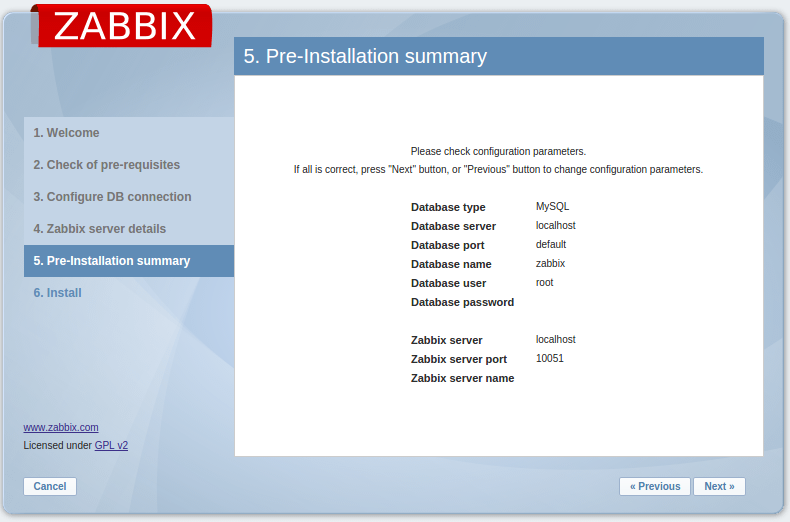 ZABBIX
5. Pre-Installation summary
1. Welcome
2. Check of pre-requisites
3. Configure DB connection
4. Zabbix server details
5. Pre-Installation summary
6. Install
Please check configuration parameters.
If all is correct, press "Next" button, or "Previous" button to change configuration parameters.
Database type MySQL
Database server localhost
Database port default
Database name zabbix
Database user root
Database password
Zabbix server localhost
Zabbix server port 10051
Zabbix server name
www.zabbix.com
Licensed under GPL v2
Cancel
« Previous
Next »